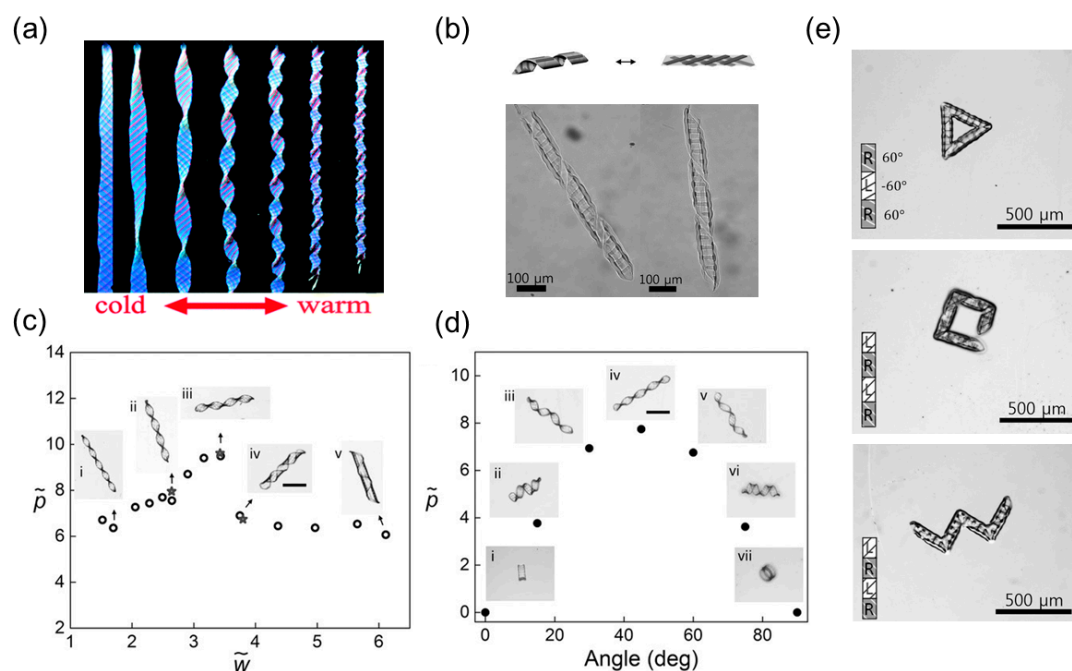 (a)
cold
warm
(b)
100 μm
100 μm
(c)
14
12
10
8
6
4
2
p̃
1
2
3
4
5
6
w̃
i
ii
iii
iv
v
(d)
10
8
6
4
2
0
p̃
0
20
40
60
80
Angle (deg)
i
ii
iii
iv
v
vi
vii
(e)
R 60°
L -60°
R 60°
500 μm
L
R
L
R
500 μm
L
R
L
R
500 μm